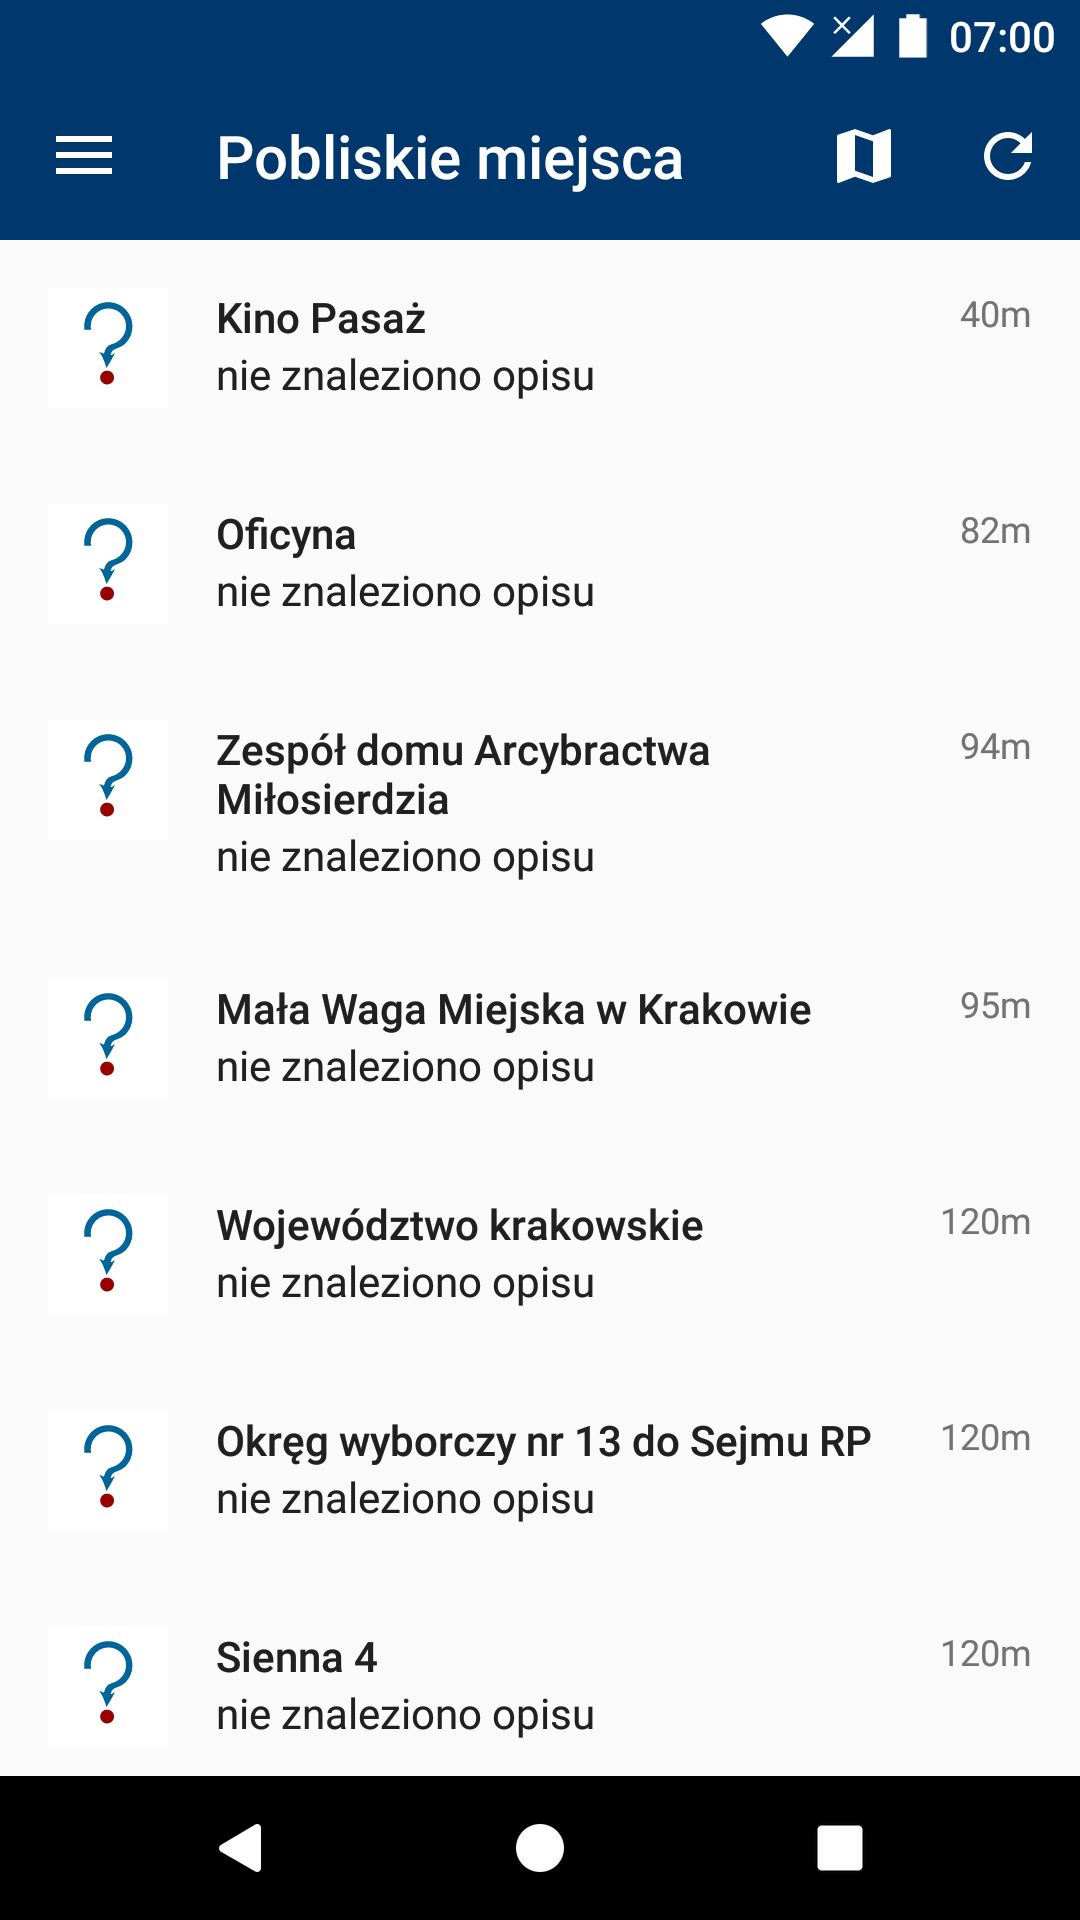 07:00
Pobliskie miejsca
Kino Pasaż
40m
nie znaleziono opisu
Oficyna
82m
nie znaleziono opisu
Zespół domu Arcybractwa
94m
Miłosierdzia
nie znaleziono opisu
Mała Waga Miejska w Krakowie
95m
nie znaleziono opisu
Województwo krakowskie
120m
nie znaleziono opisu
Okręg wyborczy nr 13 do Sejmu RP
120m
nie znaleziono opisu
Sienna 4
120m
nie znaleziono opisu